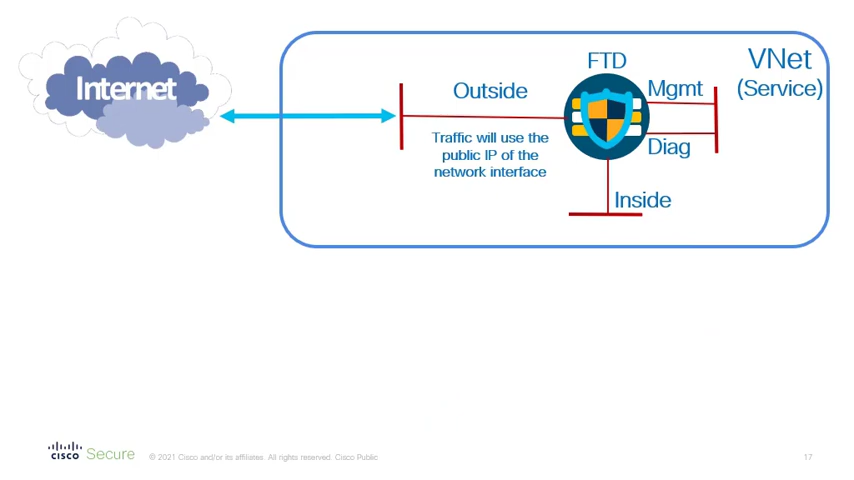 Internet
Outside
Traffic will use the
public IP of the
network interface
FTD
Mgmt
Diag
Inside
VNet
(Service)
CISCO Secure
© 2021 Cisco and/or its affiliates. All rights reserved. Cisco Public
17